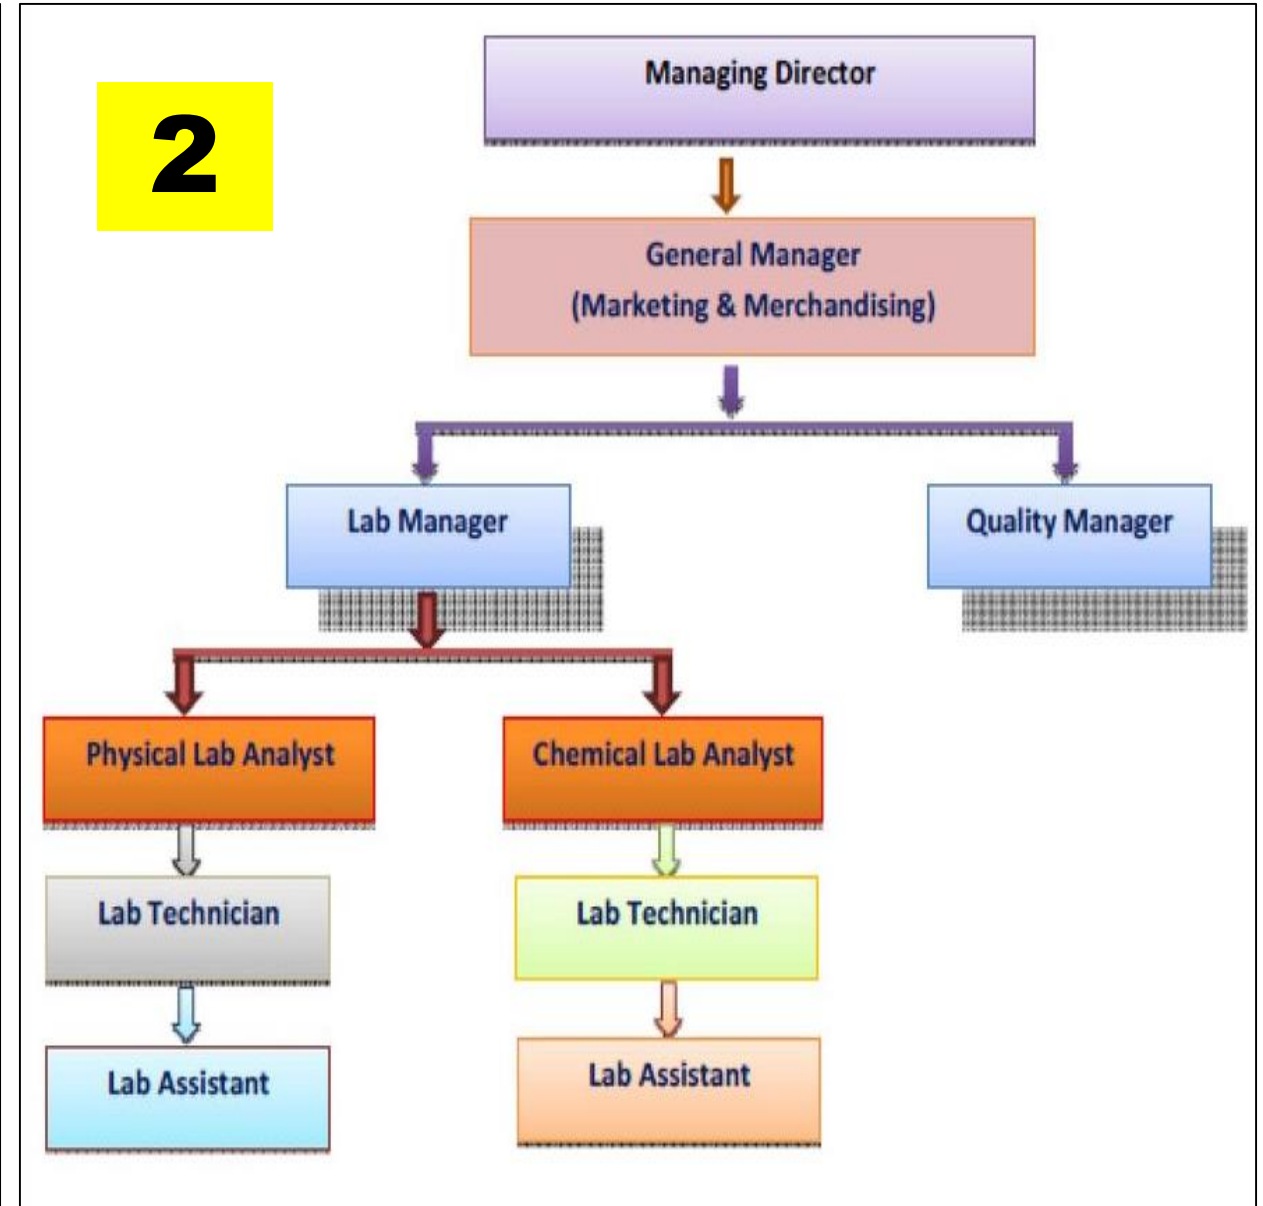 2
Managing Director
General Manager
(Marketing & Merchandising)
Lab Manager
Quality Manager
Physical Lab Analyst
Chemical Lab Analyst
Lab Technician
Lab Technician
Lab Assistant
Lab Assistant